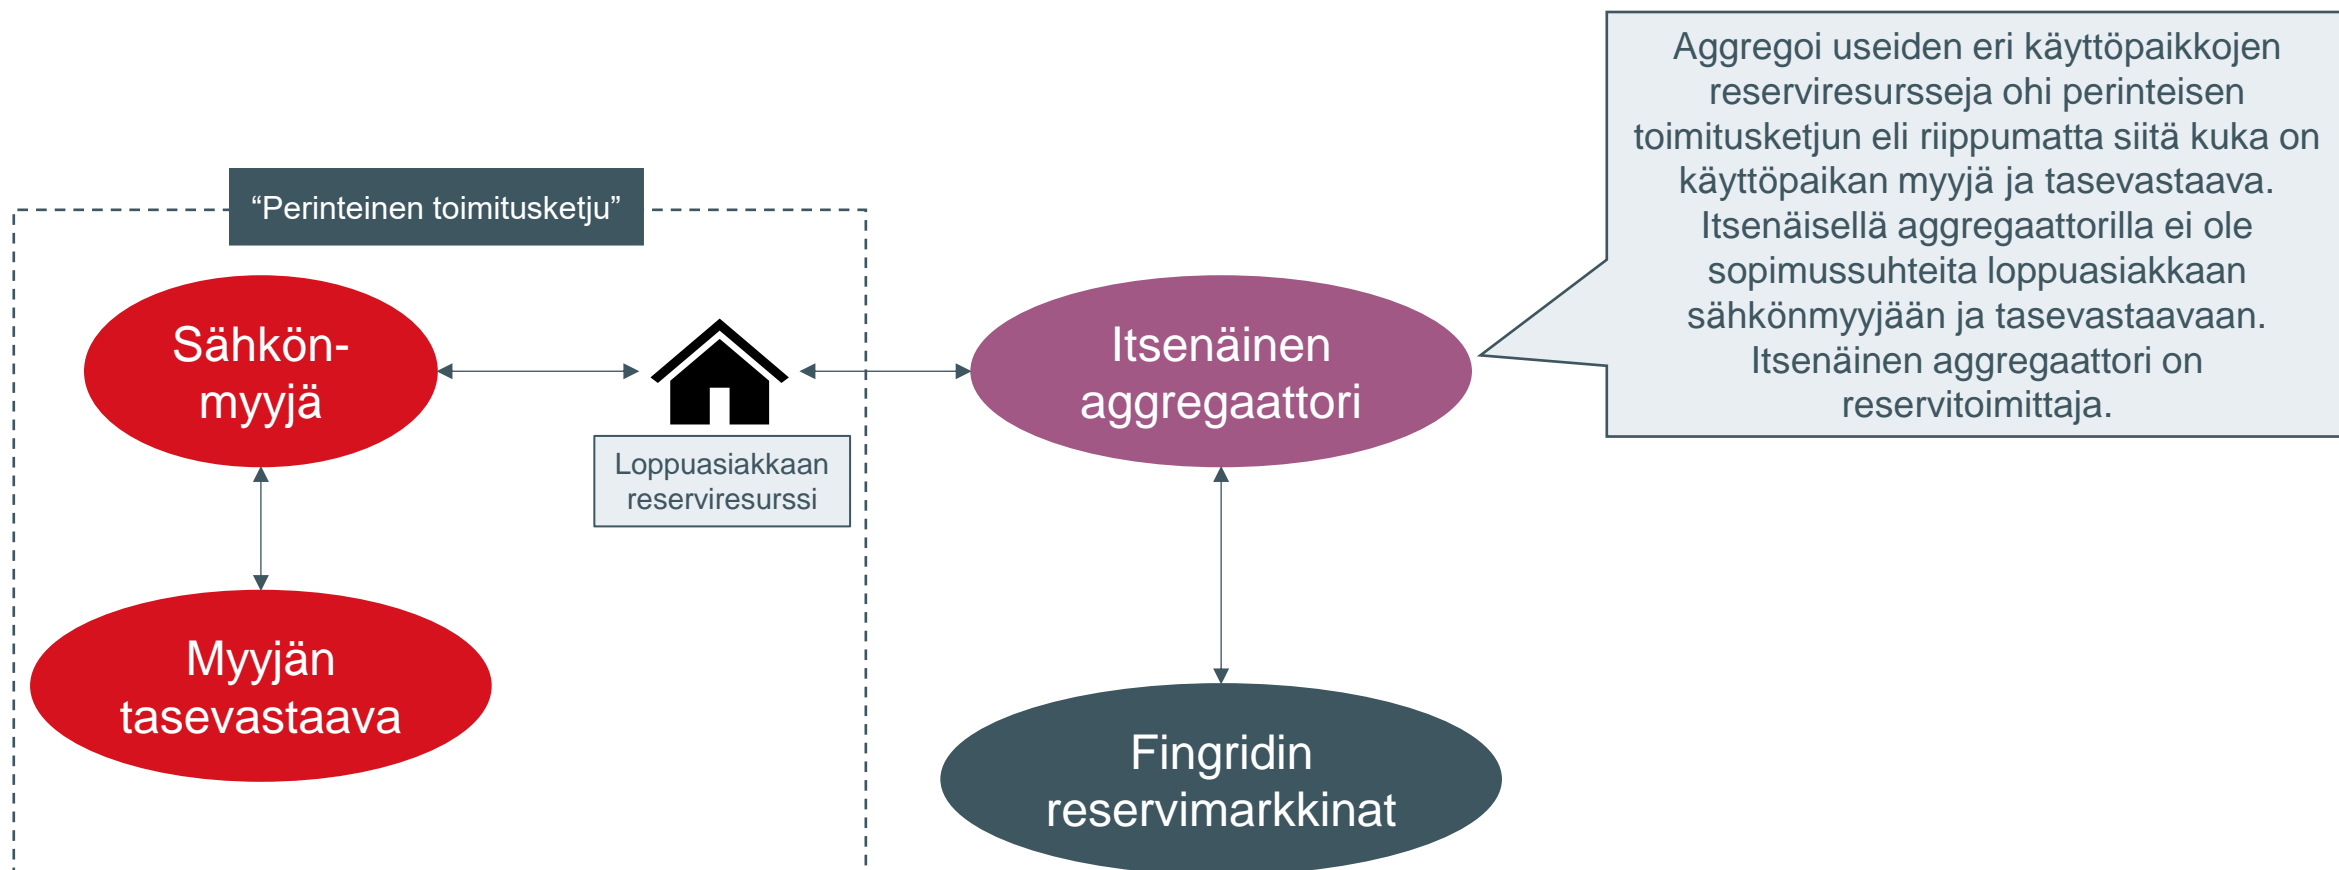 Aggregoi useiden eri käyttöpaikkojen
reserviresursseja ohi perinteisen
toimitusketjun eli riippumatta siitä kuka on
käyttöpaikan myyjä ja tasevastaava.
Itsenäisellä aggregaattorilla ei ole
sopimussuhteita loppuasiakkaan
sähkönmyyjään ja tasevastaavaan.
Itsenäinen aggregaattori on
reservitoimittaja.
“Perinteinen toimitusketju”
Sähkön-
myyjä
Loppuasiakkaan
reserviresurssi
Itsenäinen
aggregaattori
Myyjän
tasevastaava
Fingridin
reservimarkkinat